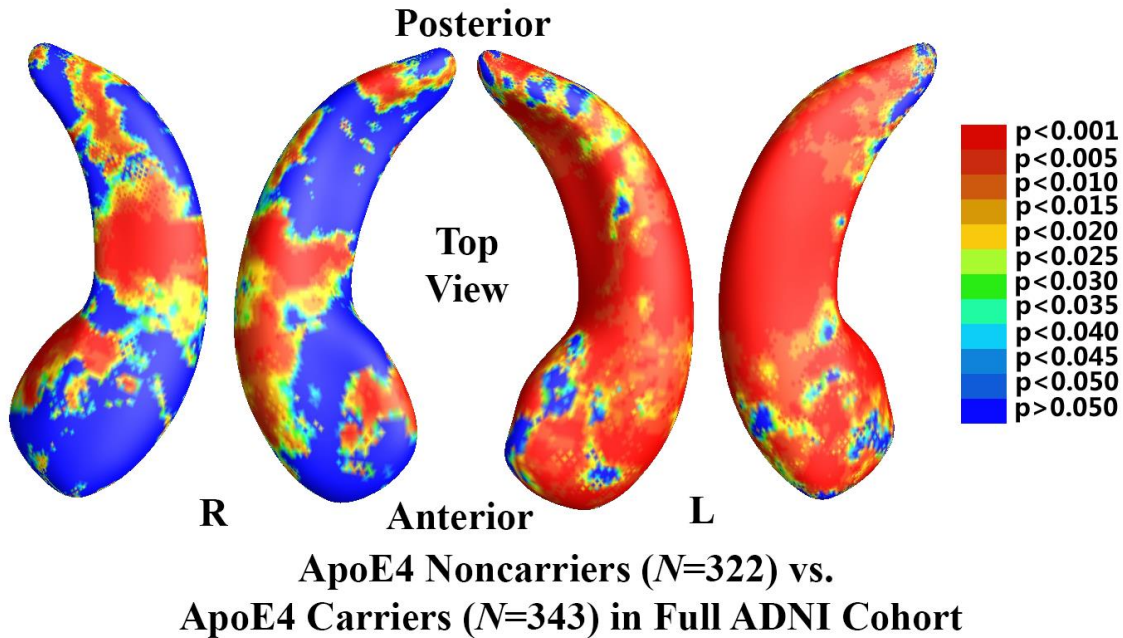 Posterior
Top
View
R
Anterior
L
p<0.001
p<0.005
p<0.010
p<0.015
p<0.020
p<0.025
p<0.030
p<0.035
p<0.040
p<0.045
p<0.050
p>0.050
ApoE4 Noncarriers (N=322) vs.
ApoE4 Carriers (N=343) in Full ADNI Cohort